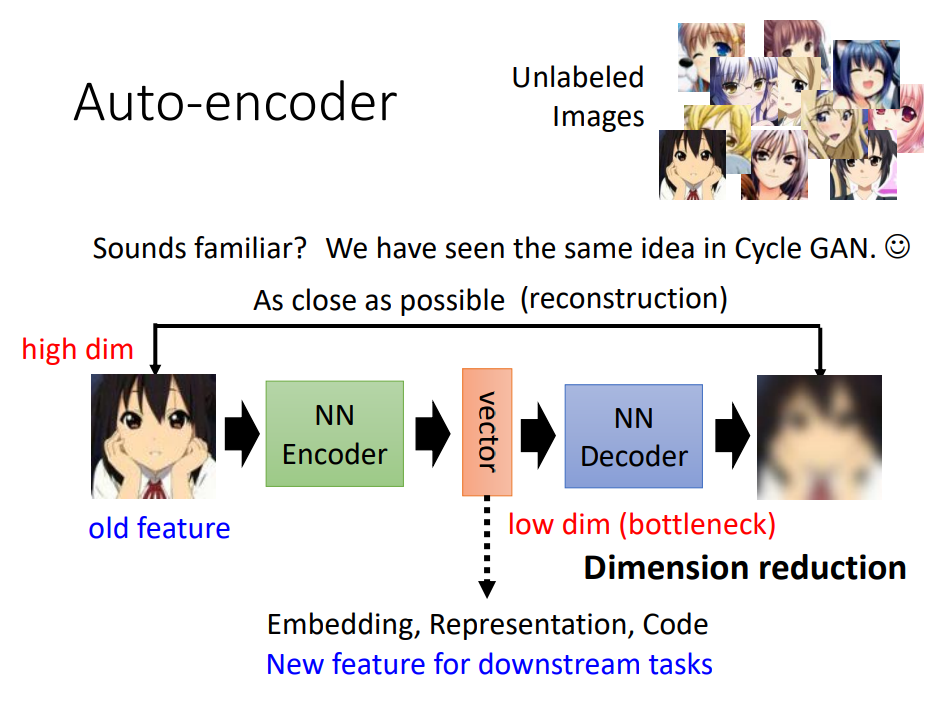 Auto-encoder
Unlabeled
Images
Sounds familiar? We have seen the same idea in Cycle GAN. ☺
As close as possible (reconstruction)
high dim
NN
Encoder
vector
NN
Decoder
old feature
low dim (bottleneck)
Dimension reduction
Embedding, Representation, Code
New feature for downstream tasks